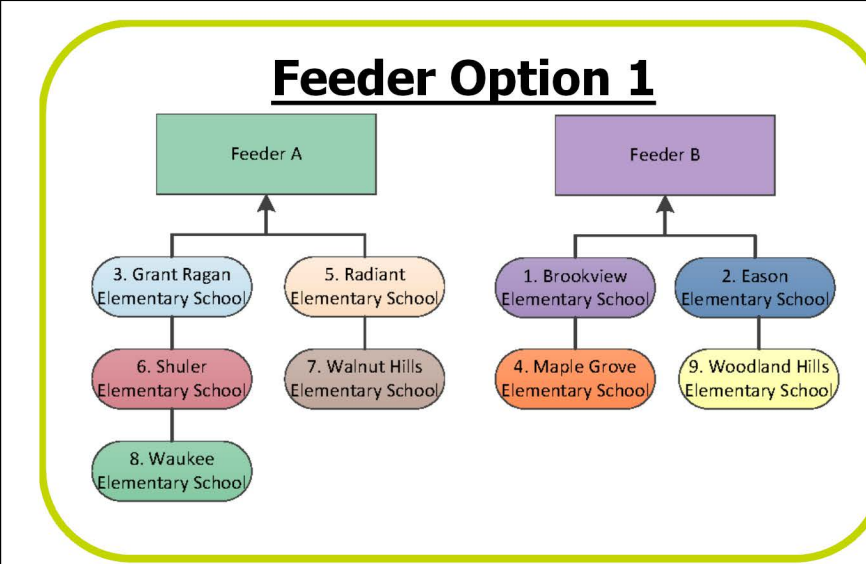 Feeder Option 1
Feeder A
Feeder B
3. Grant Ragan
Elementary School
5. Radiant
Elementary School
1. Brookview
Elementary School
2. Eason
Elementary School
6. Shuler
Elementary School
7. Walnut Hills
Elementary School
4. Maple Grove
Elementary School
9. Woodland Hills
Elementary School
8. Waukee
Elementary School